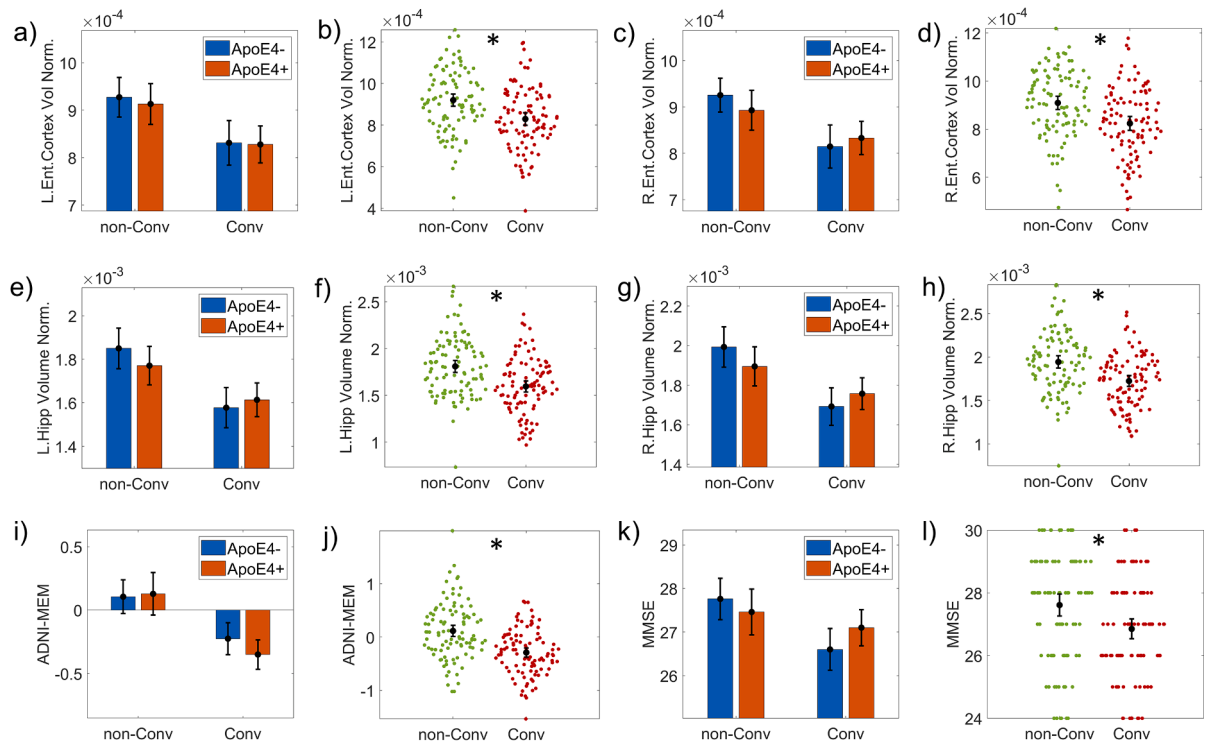 a)
×10⁻⁴
L.Ent.Cortex Vol Norm.
10
9
8
7
ApoE4-
ApoE4+
non-Conv
Conv
b)
×10⁻⁴
L.Ent.Cortex Vol Norm.
12
10
8
6
4
*
non-Conv
Conv
c)
×10⁻⁴
R.Ent.Cortex Vol Norm.
10
9
8
7
ApoE4-
ApoE4+
non-Conv
Conv
d)
×10⁻⁴
R.Ent.Cortex Vol Norm.
12
10
8
6
*
non-Conv
Conv
e)
×10⁻³
L.Hipp Volume Norm.
2
1.8
1.6
1.4
ApoE4-
ApoE4+
non-Conv
Conv
f)
×10⁻³
L.Hipp Volume Norm.
2.5
2
1.5
1
*
non-Conv
Conv
g)
×10⁻³
R.Hipp Volume Norm.
2.2
2
1.8
1.6
1.4
ApoE4-
ApoE4+
non-Conv
Conv
h)
×10⁻³
R.Hipp Volume Norm.
2.5
2
1.5
1
*
non-Conv
Conv
i)
ADNI-MEM
0.5
0
-0.5
ApoE4-
ApoE4+
non-Conv
Conv
j)
ADNI-MEM
1
0
-1
*
non-Conv
Conv
k)
MMSE
29
28
27
26
ApoE4-
ApoE4+
non-Conv
Conv
l)
MMSE
30
29
28
27
26
25
24
*
non-Conv
Conv